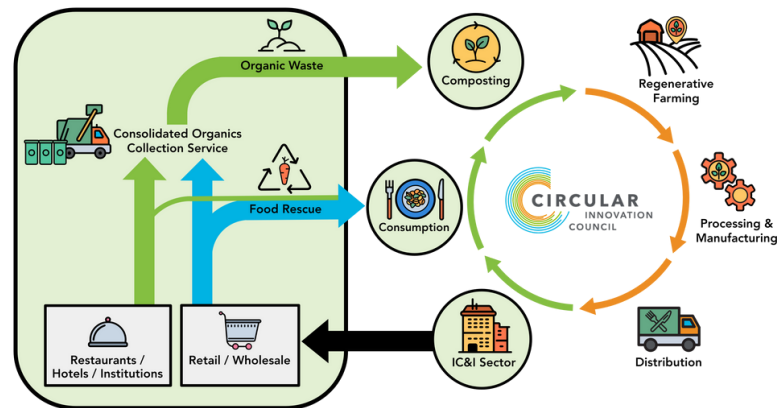 Organic Waste
Composting
Regenerative
Farming
Consolidated Organics
Collection Service
Food Rescue
Consumption
CIRCULAR
INNOVATION
COUNCIL
Processing &
Manufacturing
Restaurants /
Hotels / Institutions
Retail / Wholesale
IC&I Sector
Distribution